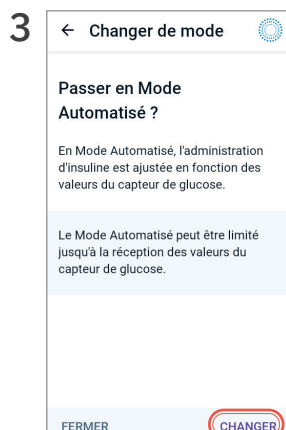 3
← Changer de mode
Passer en Mode
Automatisé ?
En Mode Automatisé, l'administration
d'insuline est ajustée en fonction des
valeurs du capteur de glucose.
Le Mode Automatisé peut être limité
jusqu'à la réception des valeurs du
capteur de glucose.
FERMER CHANGER